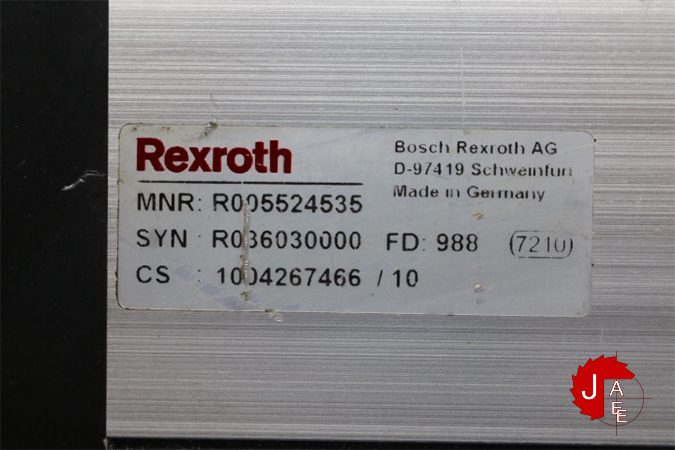 Rexroth
Bosch Rexroth AG
D-97419 Schweinfurt
Made in Germany
MNR: R005524535
SYN : R036030000 FD: 988 (7210)
CS : 1004267466 / 10
J
A
E
E